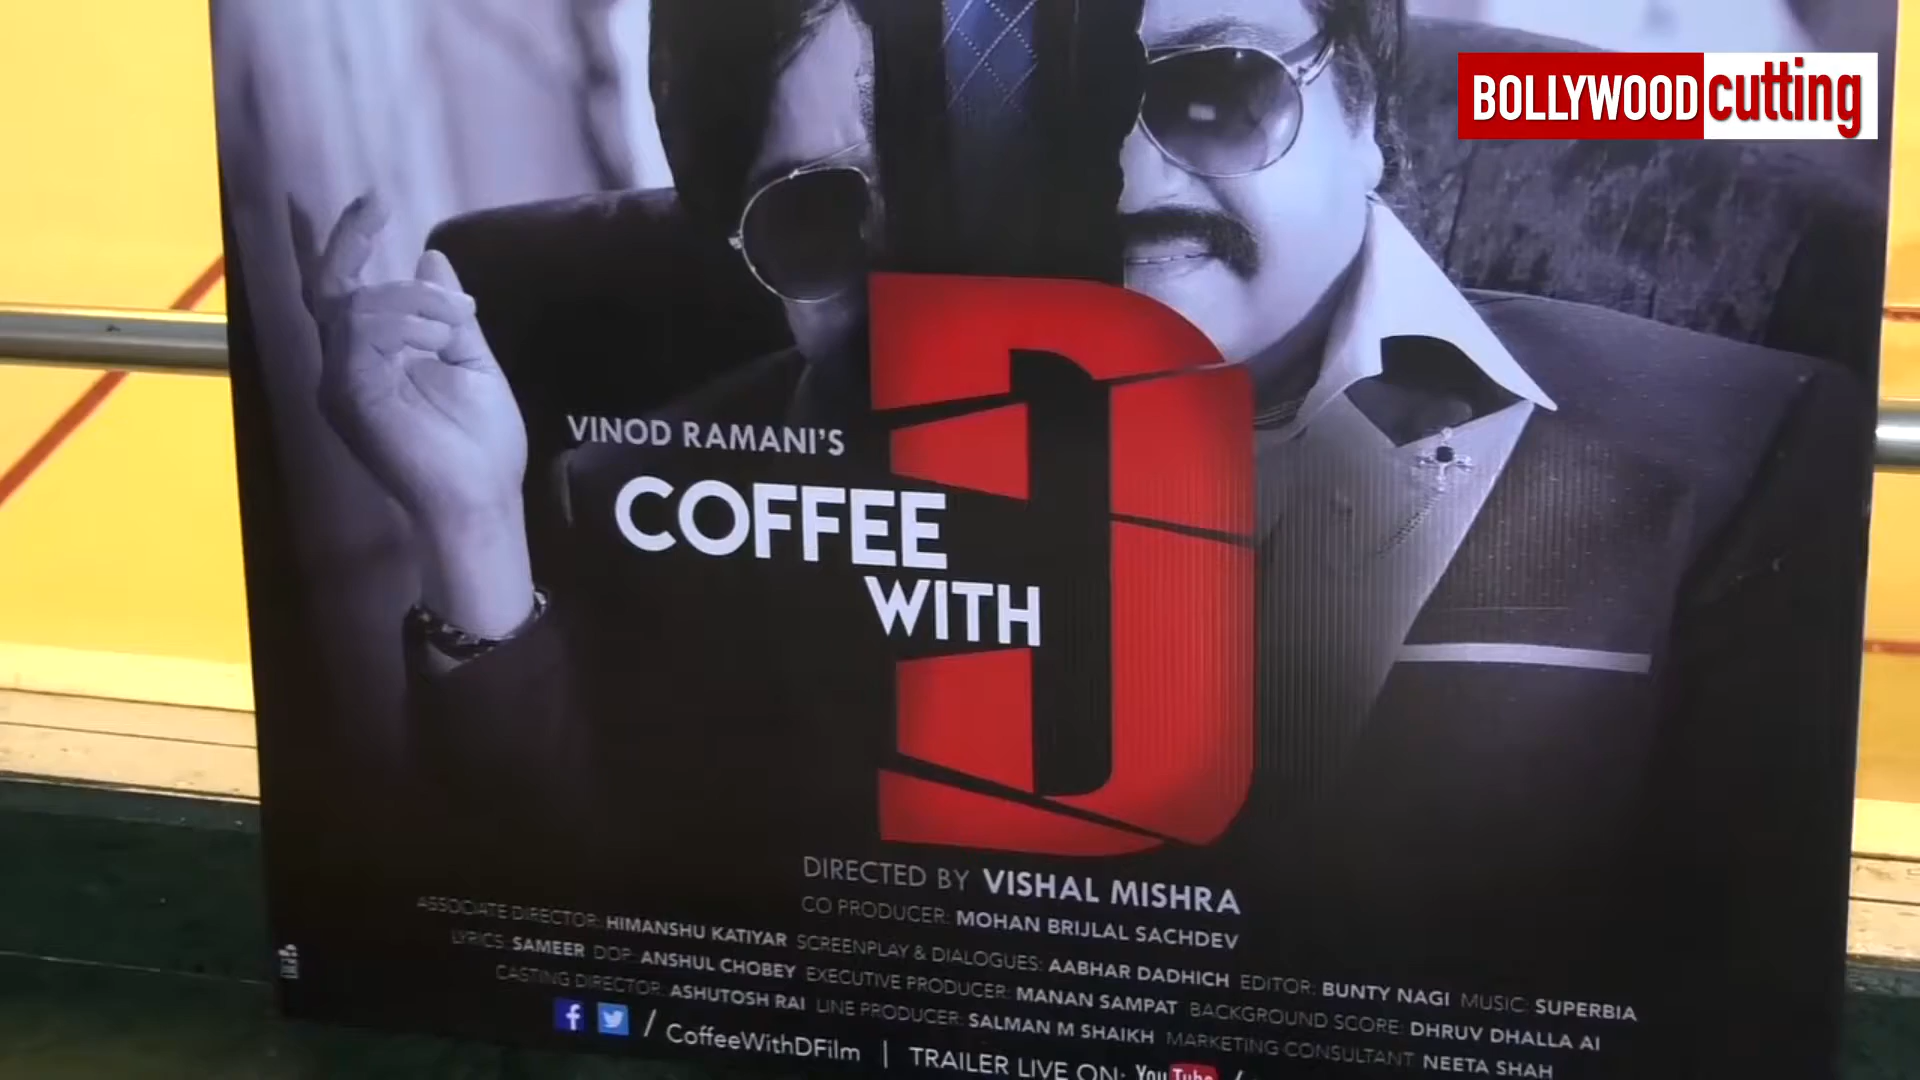 BOLLYWOOD cutting
VINOD RAMANI'S
COFFEE
WITH
D
DIRECTED BY VISHAL MISHRA
CO PRODUCER: MOHAN BRIJLAL SACHDEV
ASSOCIATE DIRECTOR: HIMANSHU KATIYAR SCREENPLAY & DIALOGUES: AABHAR DADHICH EDITOR: BUNTY NAGI MUSIC: SUPERBIA
LYRICS: SAMEER DOP: ANSHUL CHOBEY EXECUTIVE PRODUCER: MANAN SAMPAT BACKGROUND SCORE: DHRUV DHALLA AI
CASTING DIRECTOR: ASHUTOSH RAI LINE PRODUCER: SALMAN M SHAIKH MARKETING CONSULTANT NEETA SHAH
/ CoffeeWithDFilm | TRAILER LIVE ON: YouTube /